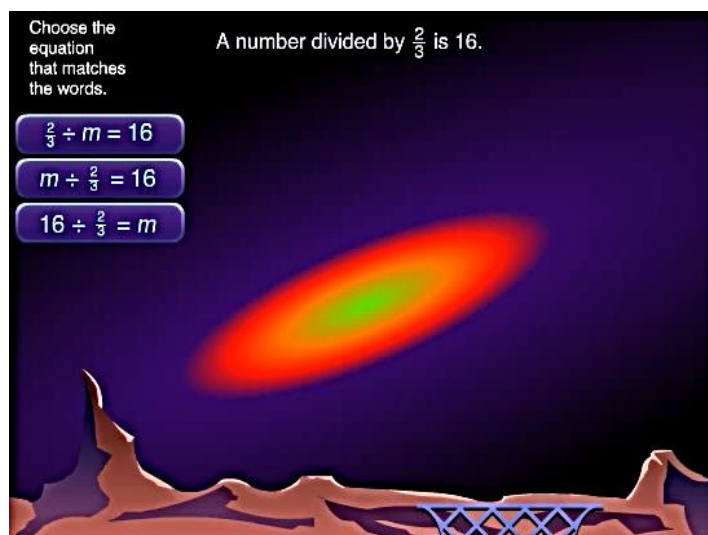 Choose the
equation
that matches
the words.
A number divided by 2/3 is 16.
2/3 ÷ m = 16
m ÷ 2/3 = 16
16 ÷ 2/3 = m